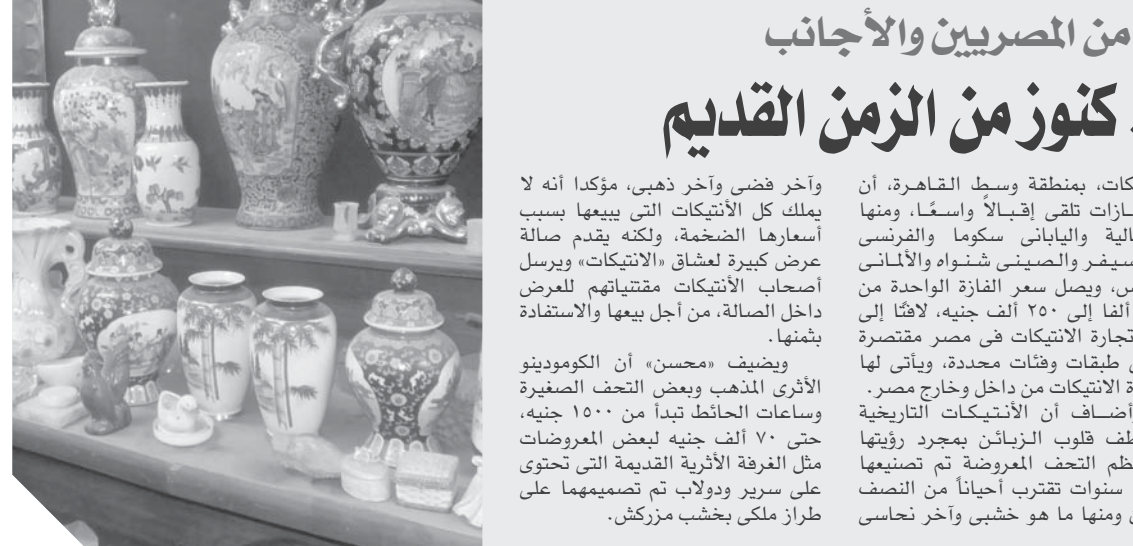 من المصريين والأجانب
كنوز من الزمن القديم
بمنطقة وسط القاهرة، أن
تلقى إقبالاً واسعًا، ومنها
واليابانى سكوما والفرنسى
والصينى شنواه والألمانى
ويصل سعر الفازة الواحدة من
ألفا إلى ٢٥٠ ألف جنيه، لافتًا إلى
تجارة الانتيكات فى مصر مقتصرة
طبقات وفئات محددة، ويأتى لها
الانتيكات من داخل وخارج مصر.
أضاف أن الأنتيكات التاريخية
قلوب الزبائن بمجرد رؤيتها
التحف المعروضة تم تصنيعها
سنوات تقترب أحياناً من النصف
ومنها ما هو خشبى وآخر نحاسى
وآخر فضى وآخر ذهبى، مؤكدا أنه لا
يملك كل الأنتيكات التى يبيعها بسبب
أسعارها الضخمة، ولكنه يقدم صالة
عرض كبيرة لعشاق «الانتيكات» ويرسل
أصحاب الأنتيكات مقتنياتهم للعرض
داخل الصالة، من أجل بيعها والاستفادة
بثمنها.
ويضيف «محسن» أن الكومودينو
الأثرى المذهب وبعض التحف الصغيرة
وساعات الحائط تبدأ من ١٥٠٠ جنيه،
حتى ٧٠ ألف جنيه لبعض المعروضات
مثل الغرفة الأثرية القديمة التى تحتوى
على سرير ودولاب تم تصميمهما على
طراز ملكى بخشب مزركش.